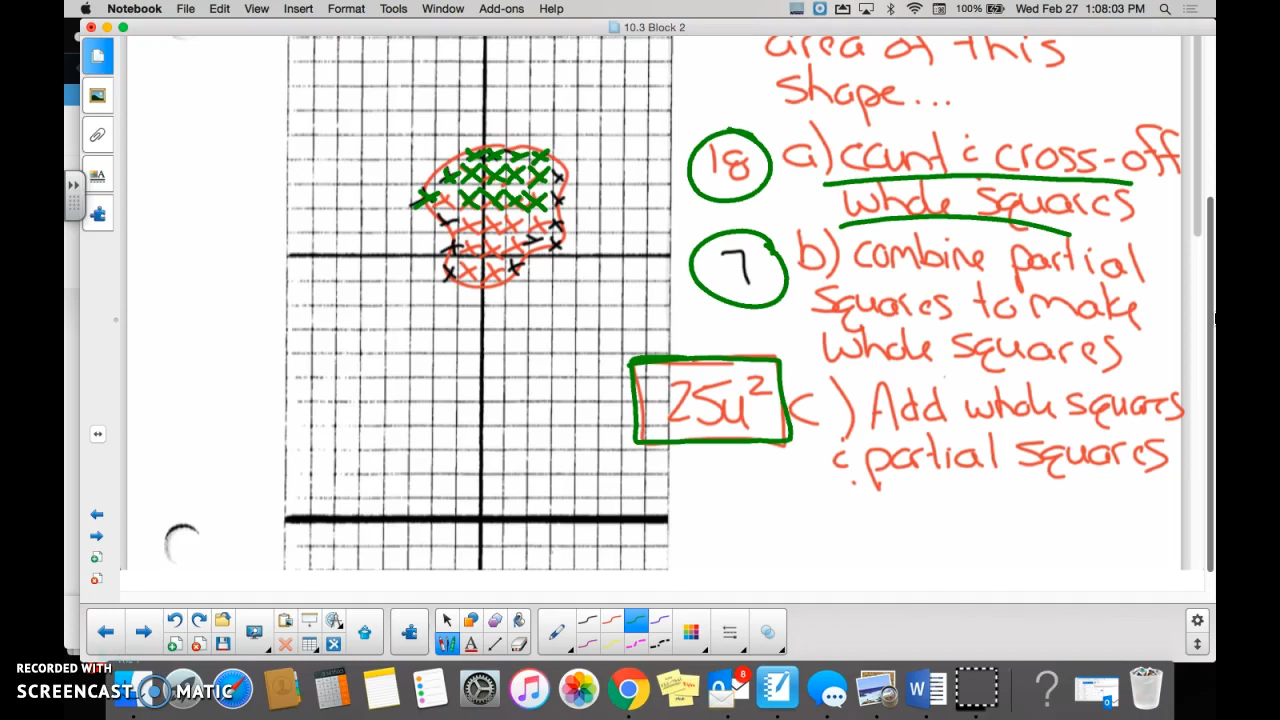 Notebook File Edit View Insert Format Tools Window Add-ons Help 100% Wed Feb 27 1:08:03 PM
10.3 Block 2
area of this
shape...
18 a) count & cross-off
whole squares
7 b) combine partial
squares to make
whole squares
25u² c) Add whole squares
& partial squares
8
W
RECORDED WITH
SCREENCAST MATIC